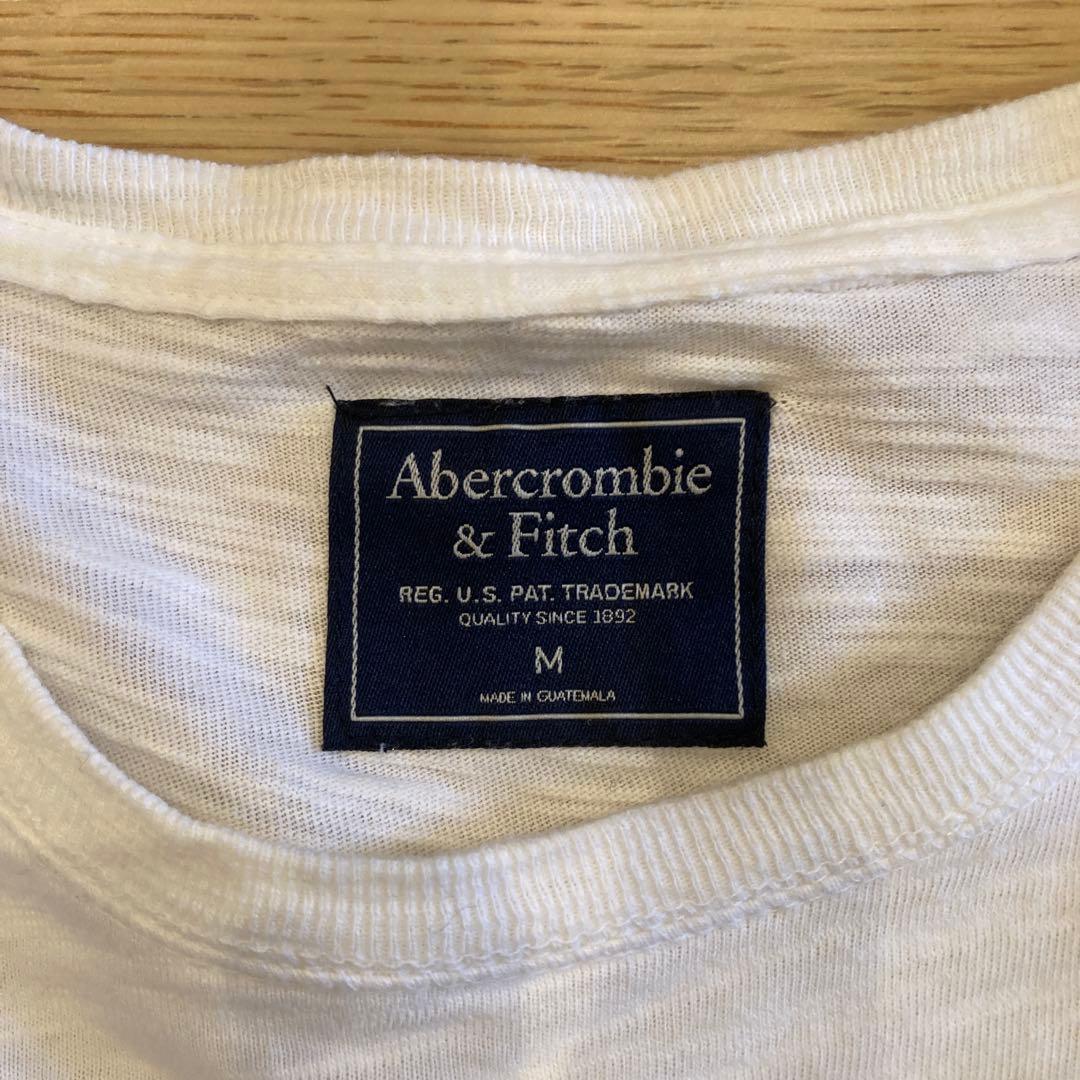 Abercrombie
& Fitch
REG. U.S. PAT. TRADEMARK
QUALITY SINCE 1892
M
MADE IN GUATEMALA